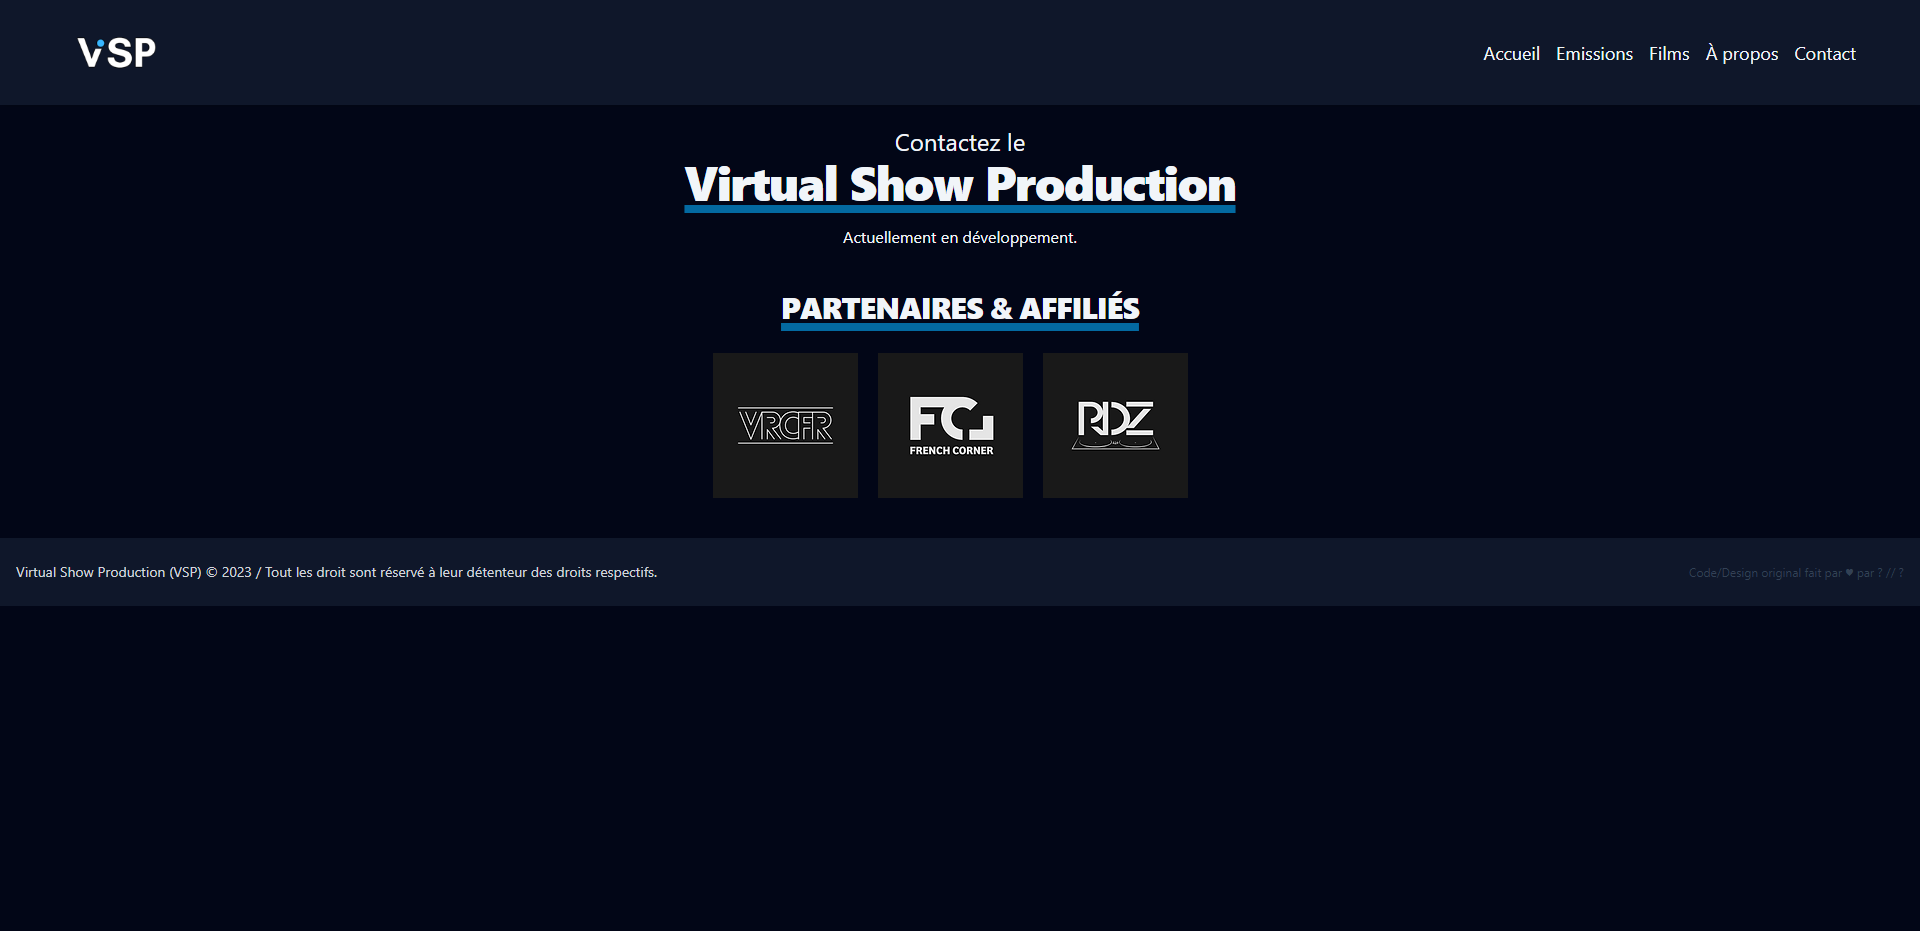 VSP
Accueil Emissions Films À propos Contact
Contactez le
Virtual Show Production
Actuellement en développement.
PARTENAIRES & AFFILIÉS
VRCFR
FC
FRENCH CORNER
RDZ
Virtual Show Production (VSP) © 2023 / Tout les droit sont réservé à leur détenteur des droits respectifs.
Code/Design original fait par ♥ par ? // ?